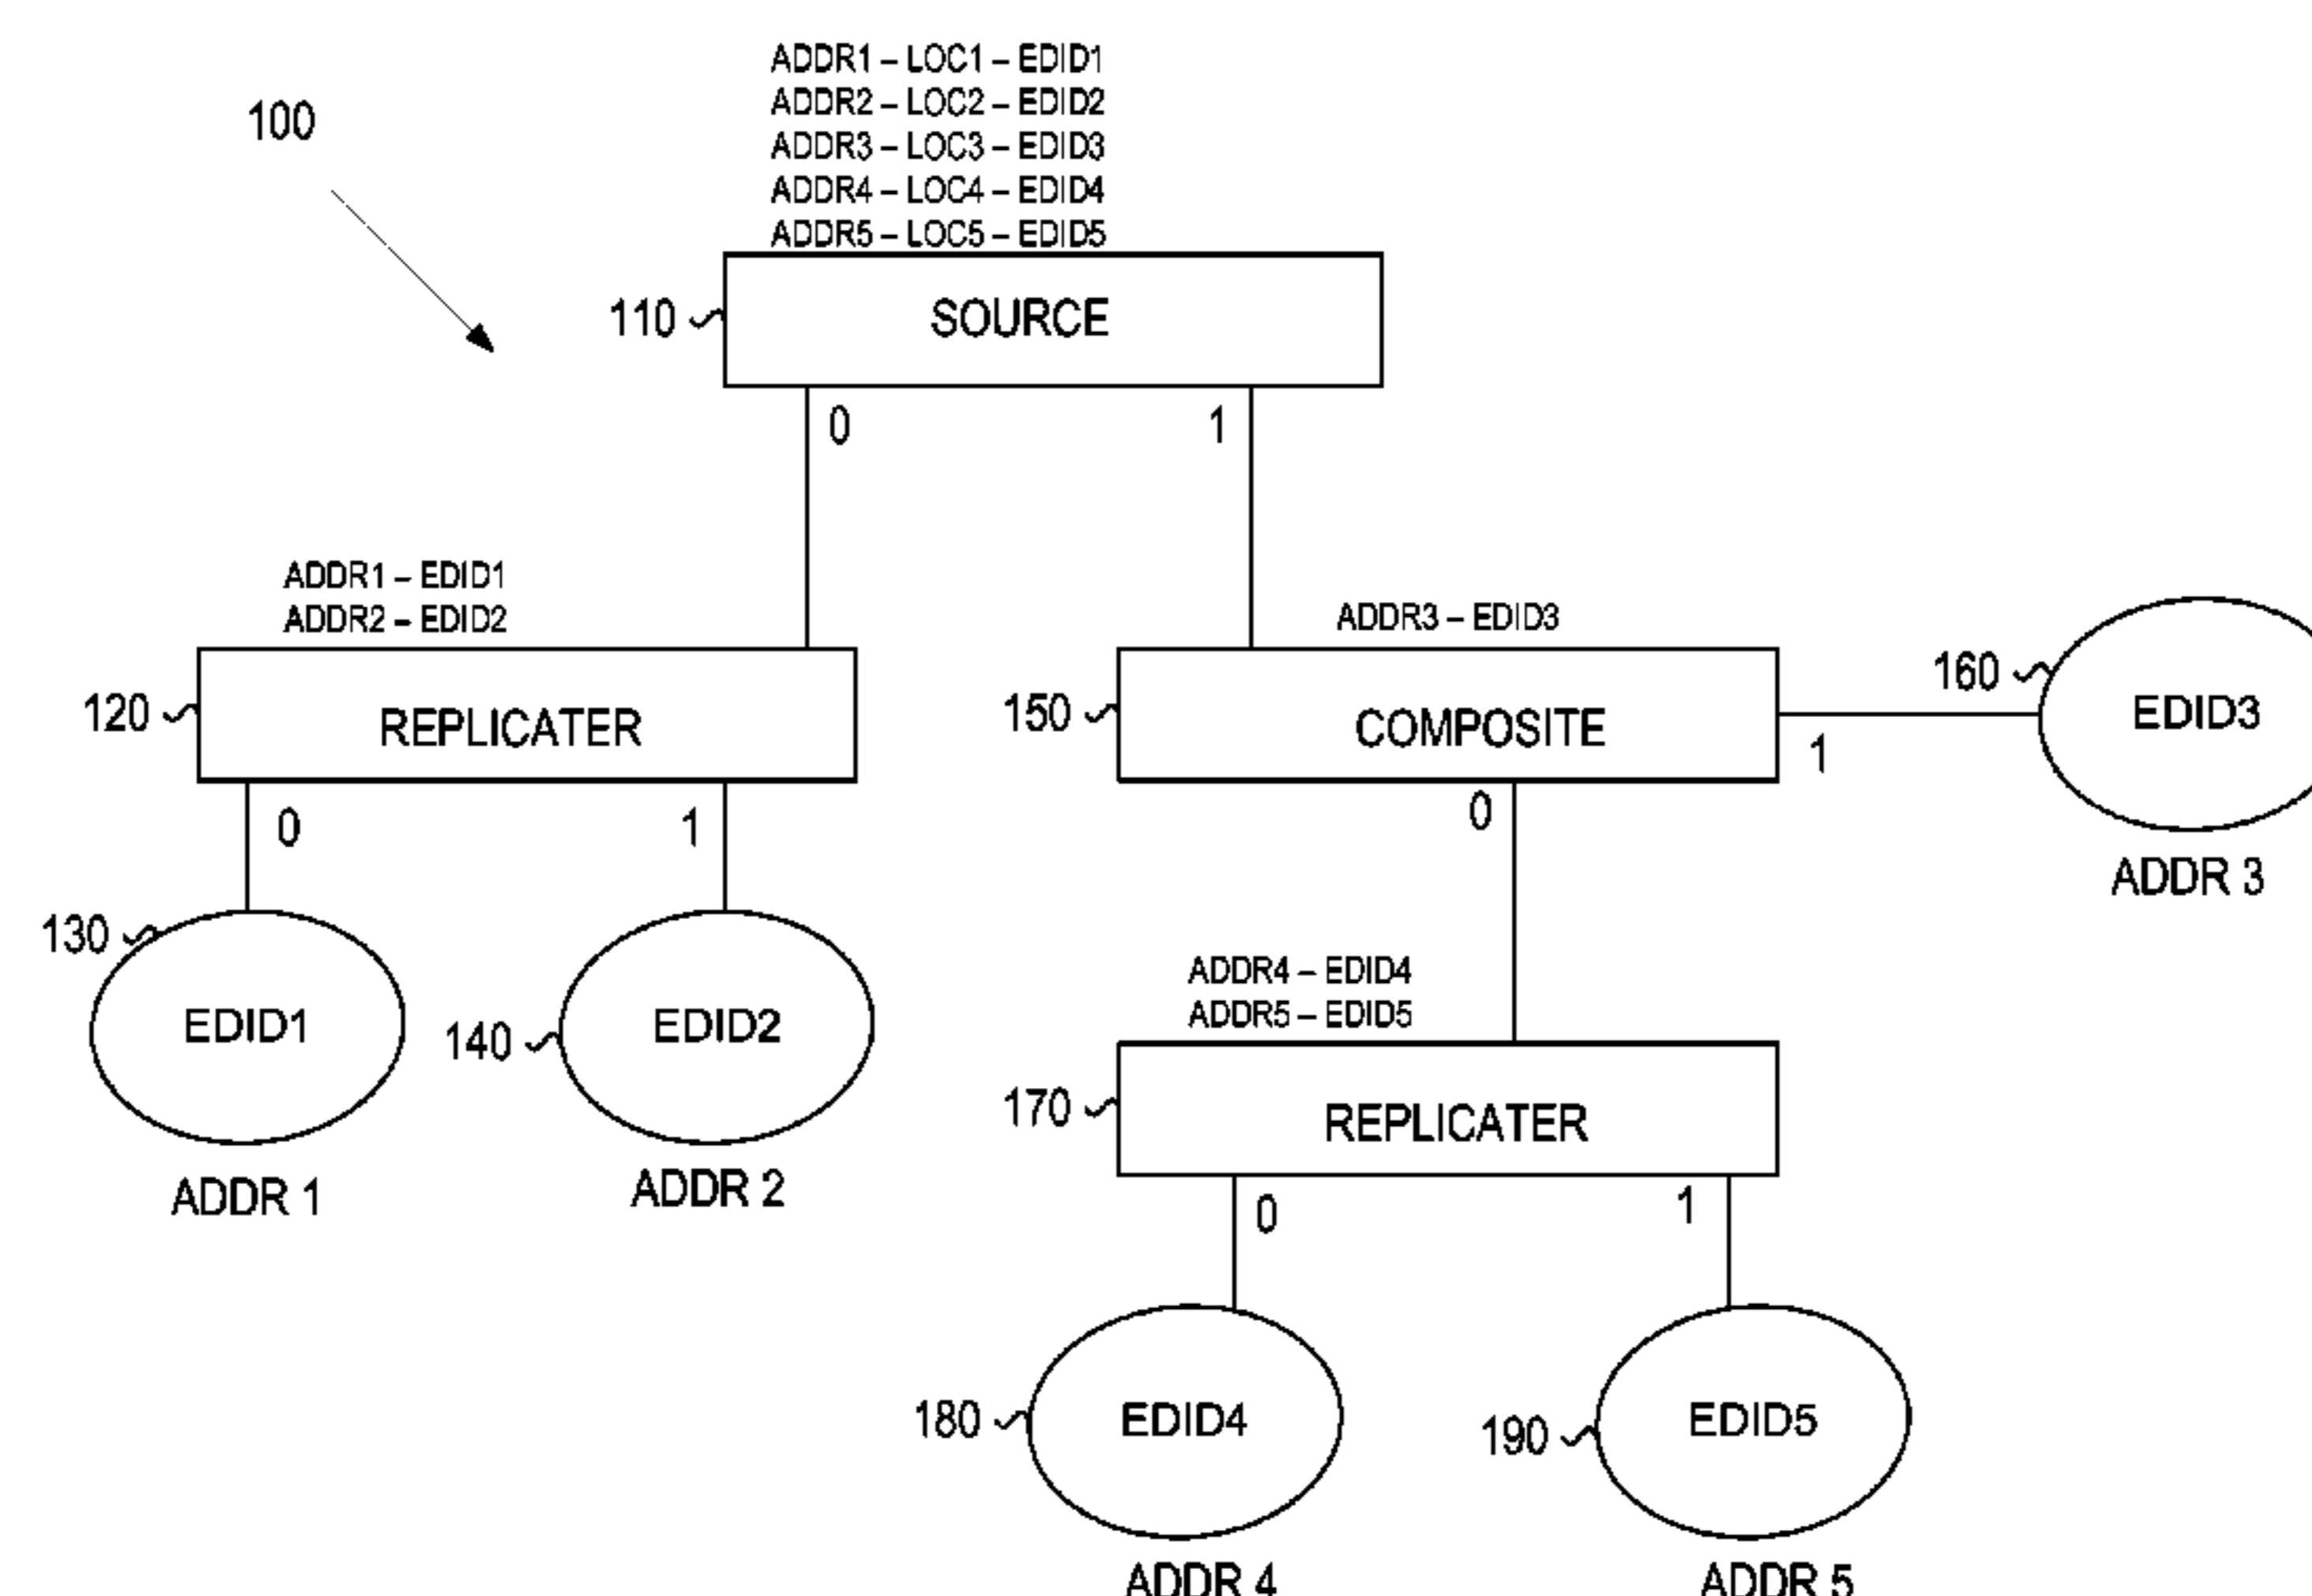 ADDR1 – LOC1 – EDID1
ADDR2 – LOC2 – EDID2
ADDR3 – LOC3 – EDID3
ADDR4 – LOC4 – EDID4
ADDR5 – LOC5 – EDID5
100
110
SOURCE
0
1
ADDR1 – EDID1
ADDR2 – EDID2
ADDR3 – EDID3
120
REPLICATER
150
COMPOSITE
160
EDID3
1
0
1
0
ADDR 3
130
EDID1
140
EDID2
ADDR4 – EDID4
ADDR5 – EDID5
170
REPLICATER
ADDR 1
ADDR 2
0
1
180
EDID4
190
EDID5
ADDR 4
ADDR 5